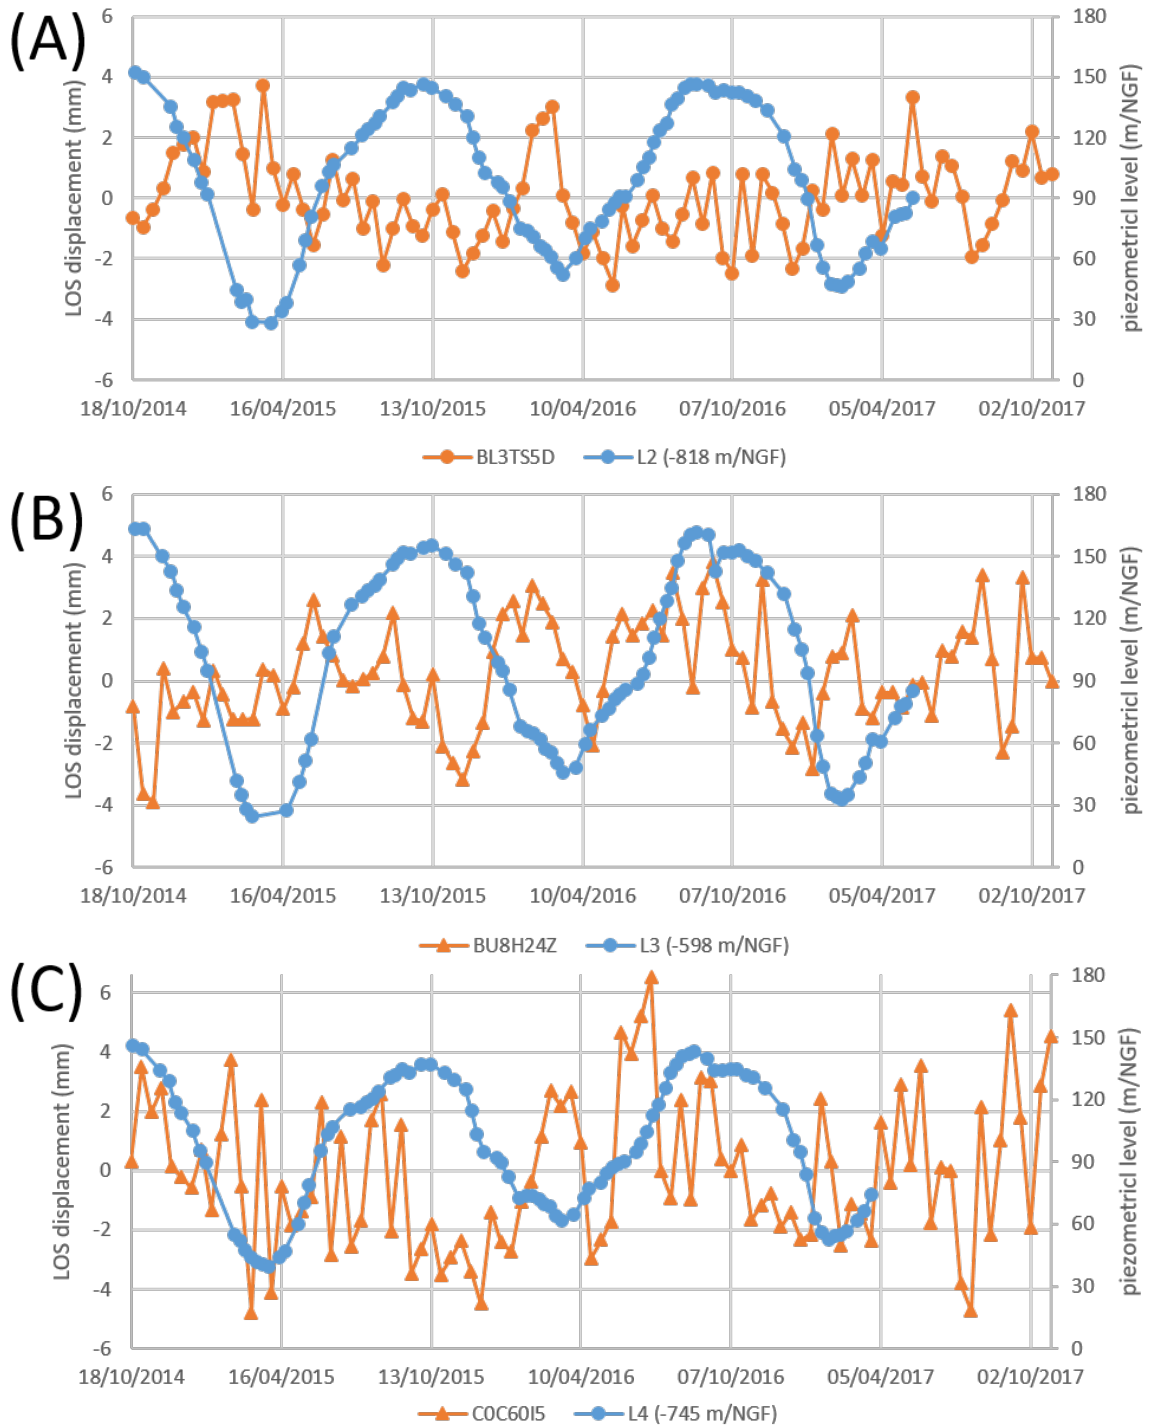 (A)
LOS displacement (mm)
6
4
2
0
-2
-4
-6
180
150
120
90
60
30
0
piezometricl level (m/NGF)
18/10/2014 16/04/2015 13/10/2015 10/04/2016 07/10/2016 05/04/2017 02/10/2017
BL3TS5D L2 (-818 m/NGF)
(B)
LOS displacement (mm)
6
4
2
0
-2
-4
-6
180
150
120
90
60
30
0
piezometricl level (m/NGF)
18/10/2014 16/04/2015 13/10/2015 10/04/2016 07/10/2016 05/04/2017 02/10/2017
BU8H24Z L3 (-598 m/NGF)
(C)
LOS displacement (mm)
6
4
2
0
-2
-4
-6
180
150
120
90
60
30
0
piezometricl level (m/NGF)
18/10/2014 16/04/2015 13/10/2015 10/04/2016 07/10/2016 05/04/2017 02/10/2017
C0C60I5 L4 (-745 m/NGF)